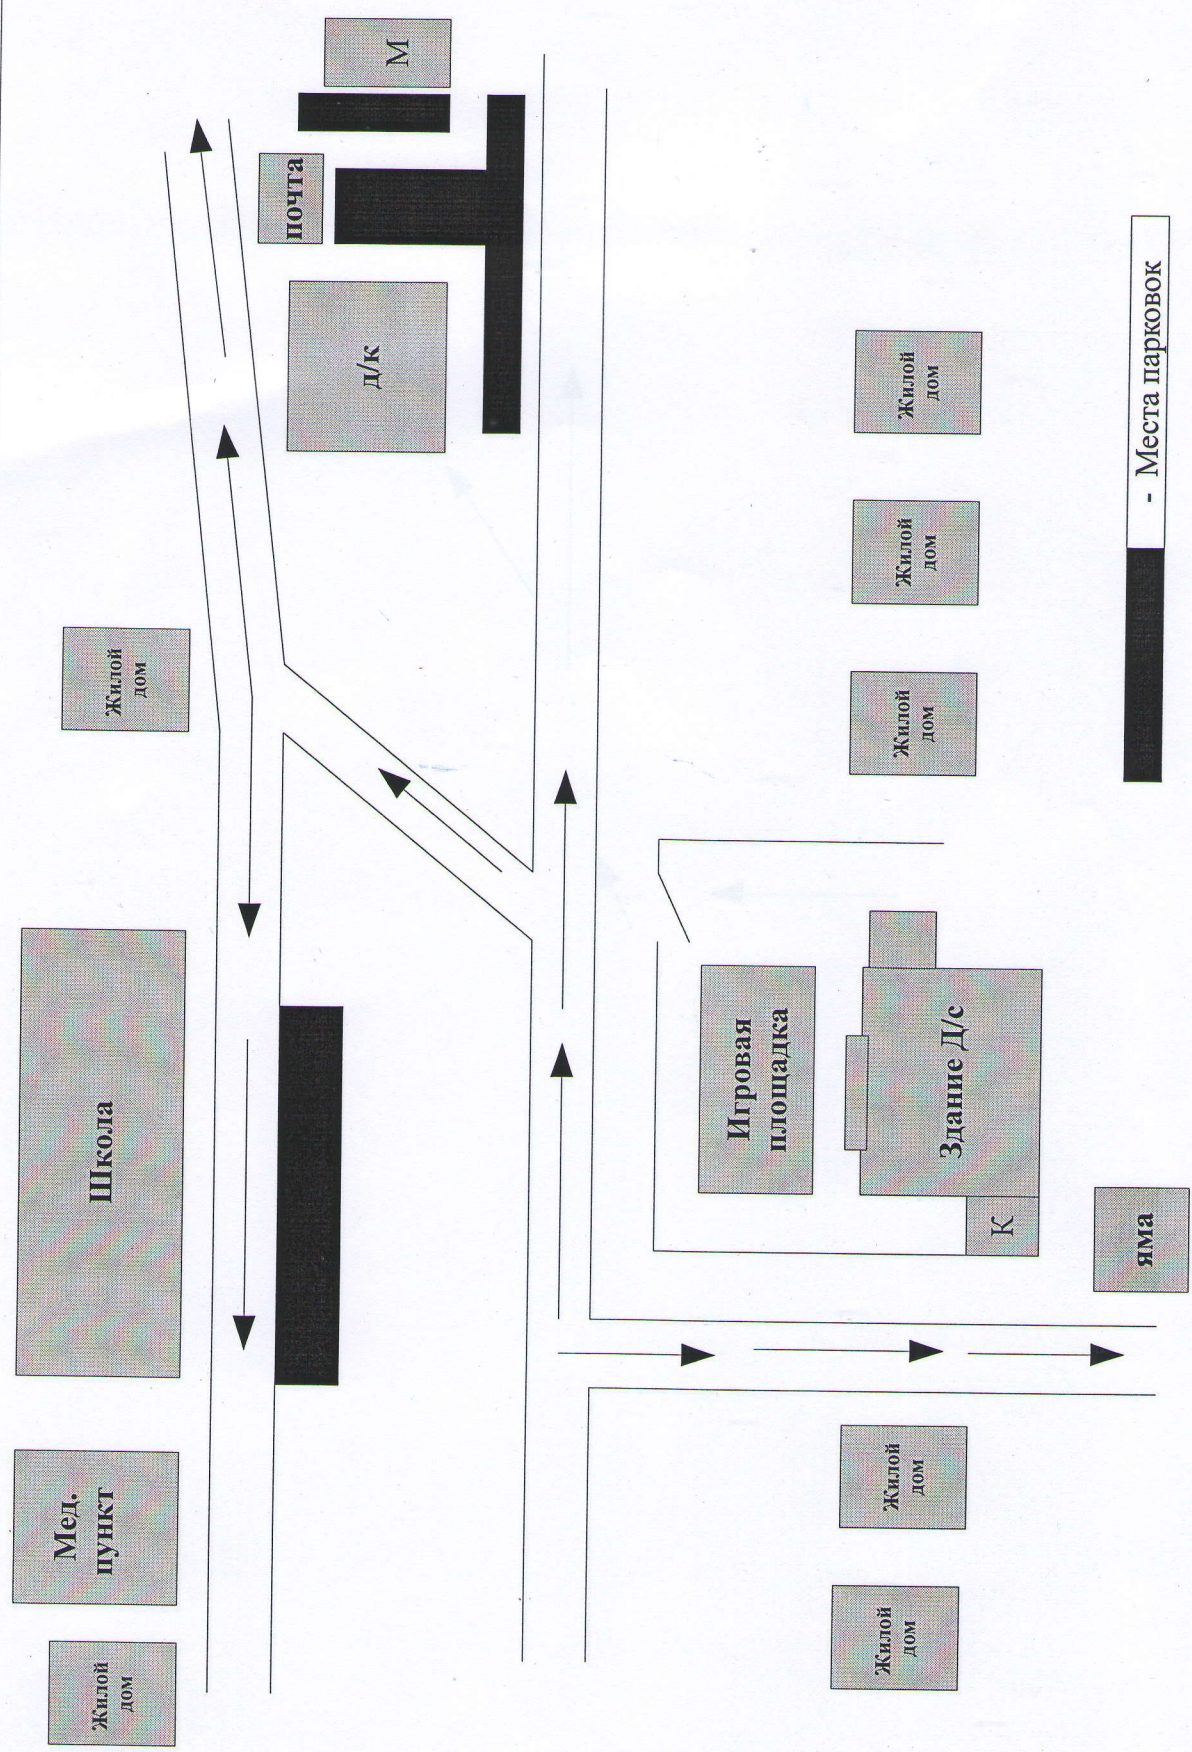 Жилой
дом
Мед.
пункт
Школа
Жилой
дом
почта
М
д/к
Игровая
площадка
Здание Д/с
К
яма
Жилой
дом
Жилой
дом
Жилой
дом
Жилой
дом
Жилой
дом
- Места парковок